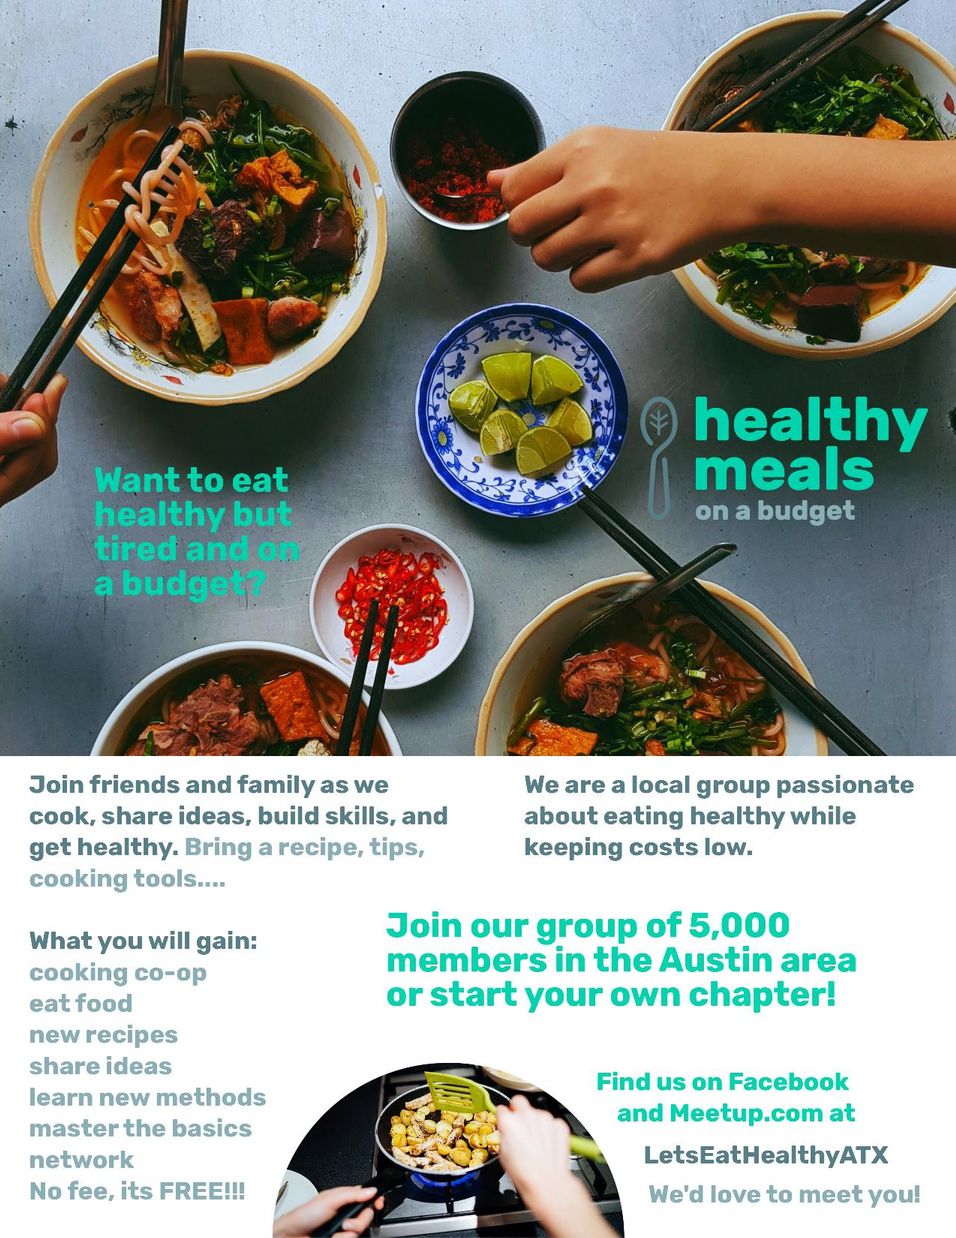 Want to eat
healthy but
tired and on
a budget?
healthy
meals
on a budget
Join friends and family as we
cook, share ideas, build skills, and
get healthy. Bring a recipe, tips,
cooking tools....
We are a local group passionate
about eating healthy while
keeping costs low.
What you will gain:
cooking co-op
eat food
new recipes
share ideas
learn new methods
master the basics
network
No fee, its FREE!!!
Join our group of 5,000
members in the Austin area
or start your own chapter!
Find us on Facebook
and Meetup.com at
LetsEatHealthyATX
We'd love to meet you!